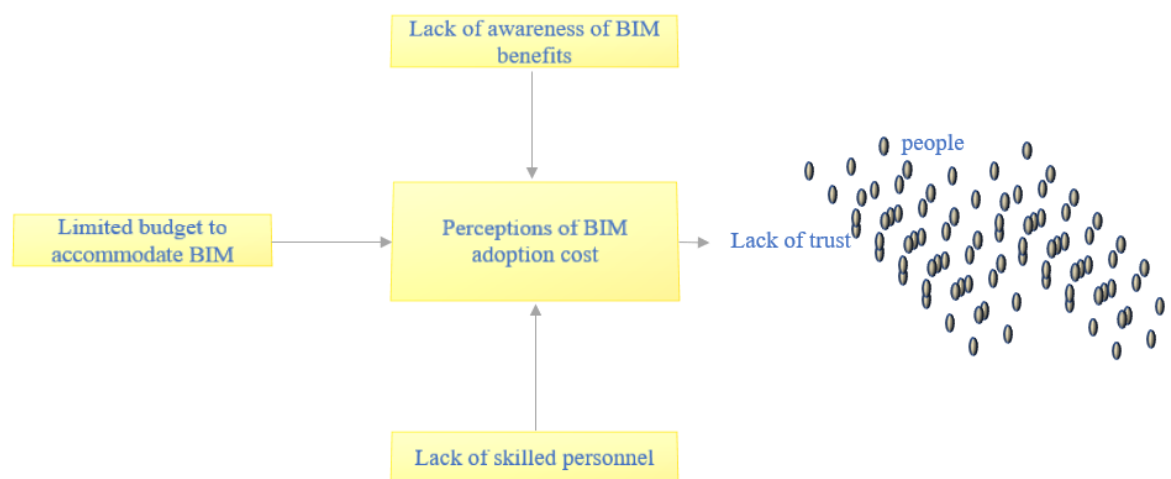 Lack of awareness of BIM
benefits
people
Limited budget to
accommodate BIM
Perceptions of BIM
adoption cost
Lack of trust
Lack of skilled personnel